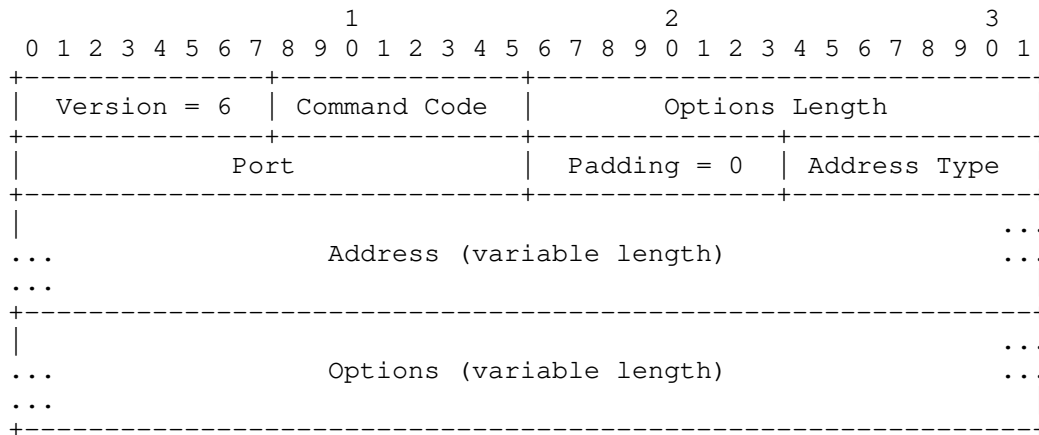 1                   2                   3
 0 1 2 3 4 5 6 7 8 9 0 1 2 3 4 5 6 7 8 9 0 1 2 3 4 5 6 7 8 9 0 1
+---------------+---------------+-------------------------------
|  Version = 6  | Command Code  |        Options Length
+---------------+---------------+---------------+---------------
|             Port              |  Padding = 0  | Address Type
+---------------+---------------+---------------+---------------
|                                                            ...
...                 Address (variable length)                ...
...
+---------------------------------------------------------------
|                                                            ...
...                 Options (variable length)                ...
...
+---------------------------------------------------------------